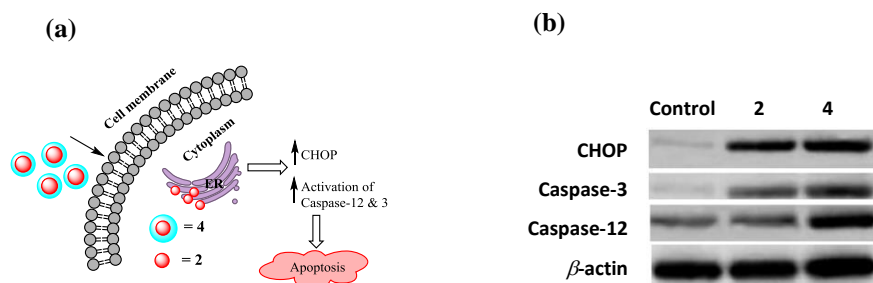 (a)
Cell membrane
Cytoplasm
ER
CHOP
Activation of
Caspase-12 & 3
= 4
= 2
Apoptosis
(b)
Control 2 4
CHOP
Caspase-3
Caspase-12
β-actin